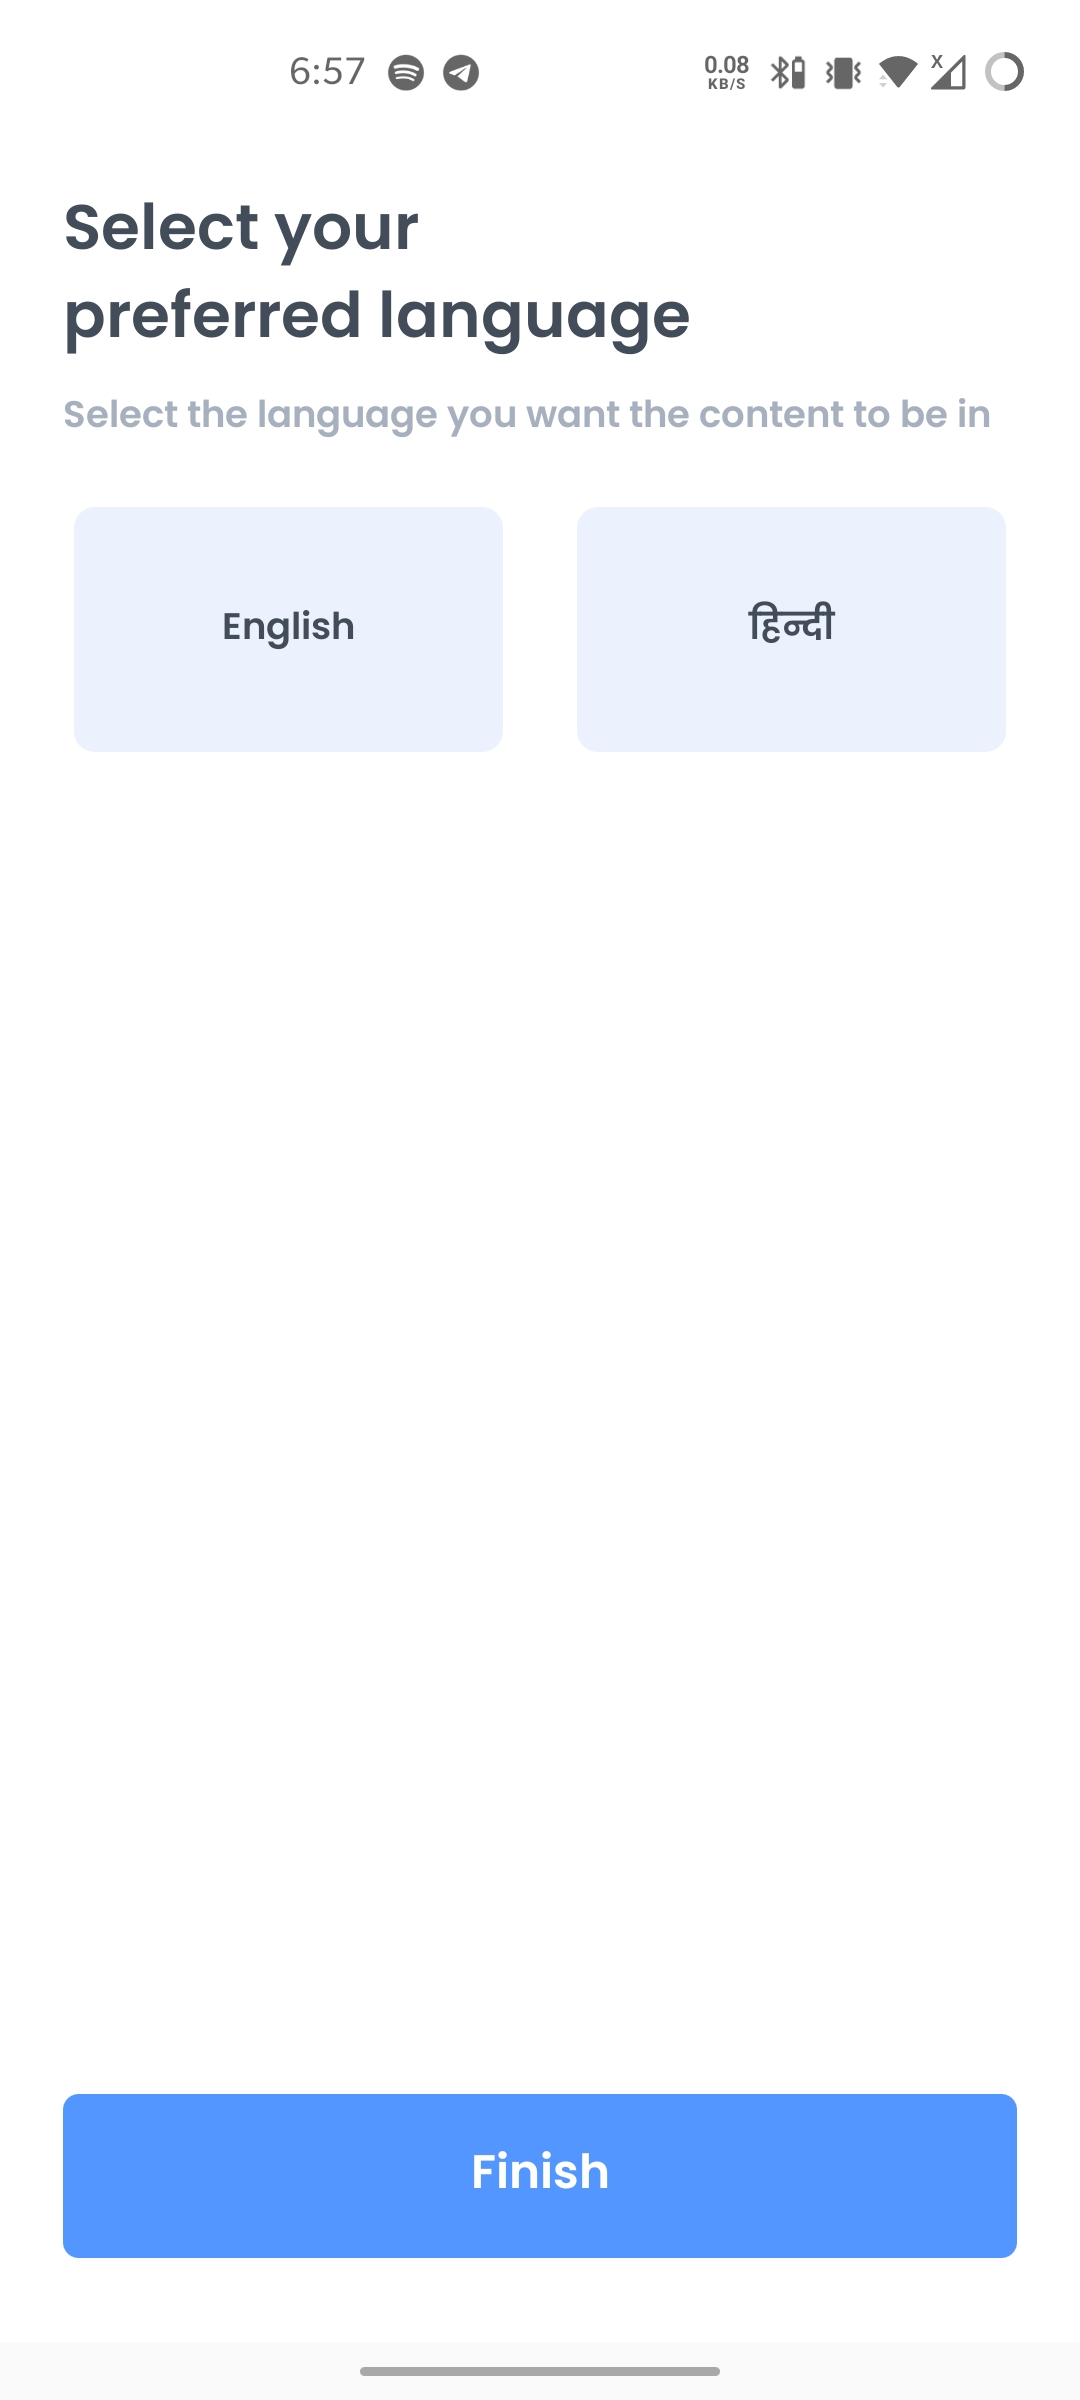 6:57 0.08 X
KB/S
Select your
preferred language
Select the language you want the content to be in
English हिन्दी
Finish